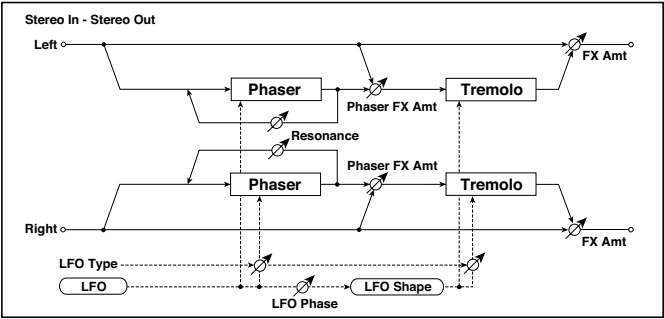 Stereo In - Stereo Out
Left
FX Amt
Phaser
Tremolo
Phaser FX Amt
Resonance
Phaser FX Amt
Phaser
Tremolo
Right
FX Amt
LFO Type
LFO
LFO Shape
LFO Phase